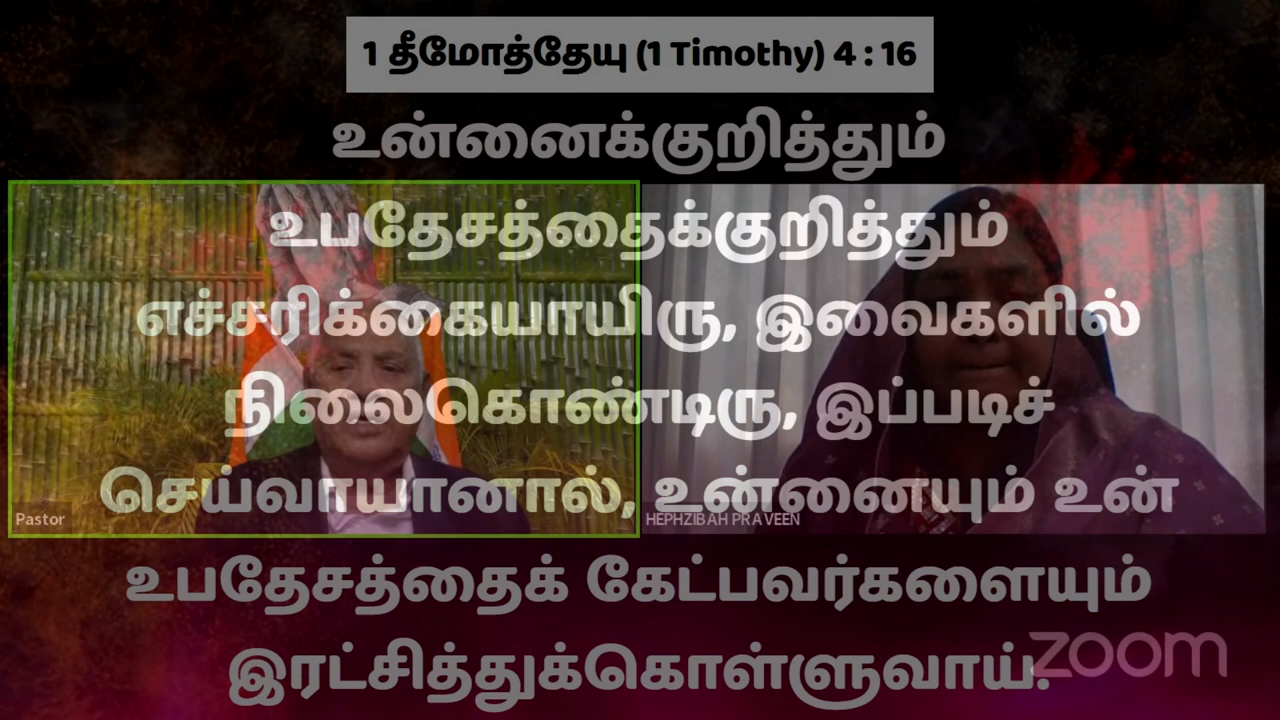 1 தீமோத்தேயு (1 Timothy) 4 : 16
உன்னைக்குறித்தும்
உபதேசத்தைக்குறித்தும்
எச்சரிக்கையாயிரு, இவைகளில்
நிலைகொண்டிரு, இப்படிச்
செய்வாயானால், உன்னையும் உன்
Pastor
HEPHZIBAH PRAVEEN
உபதேசத்தைக் கேட்பவர்களையும்
இரட்சித்துக்கொள்ளுவாய்.
zoom